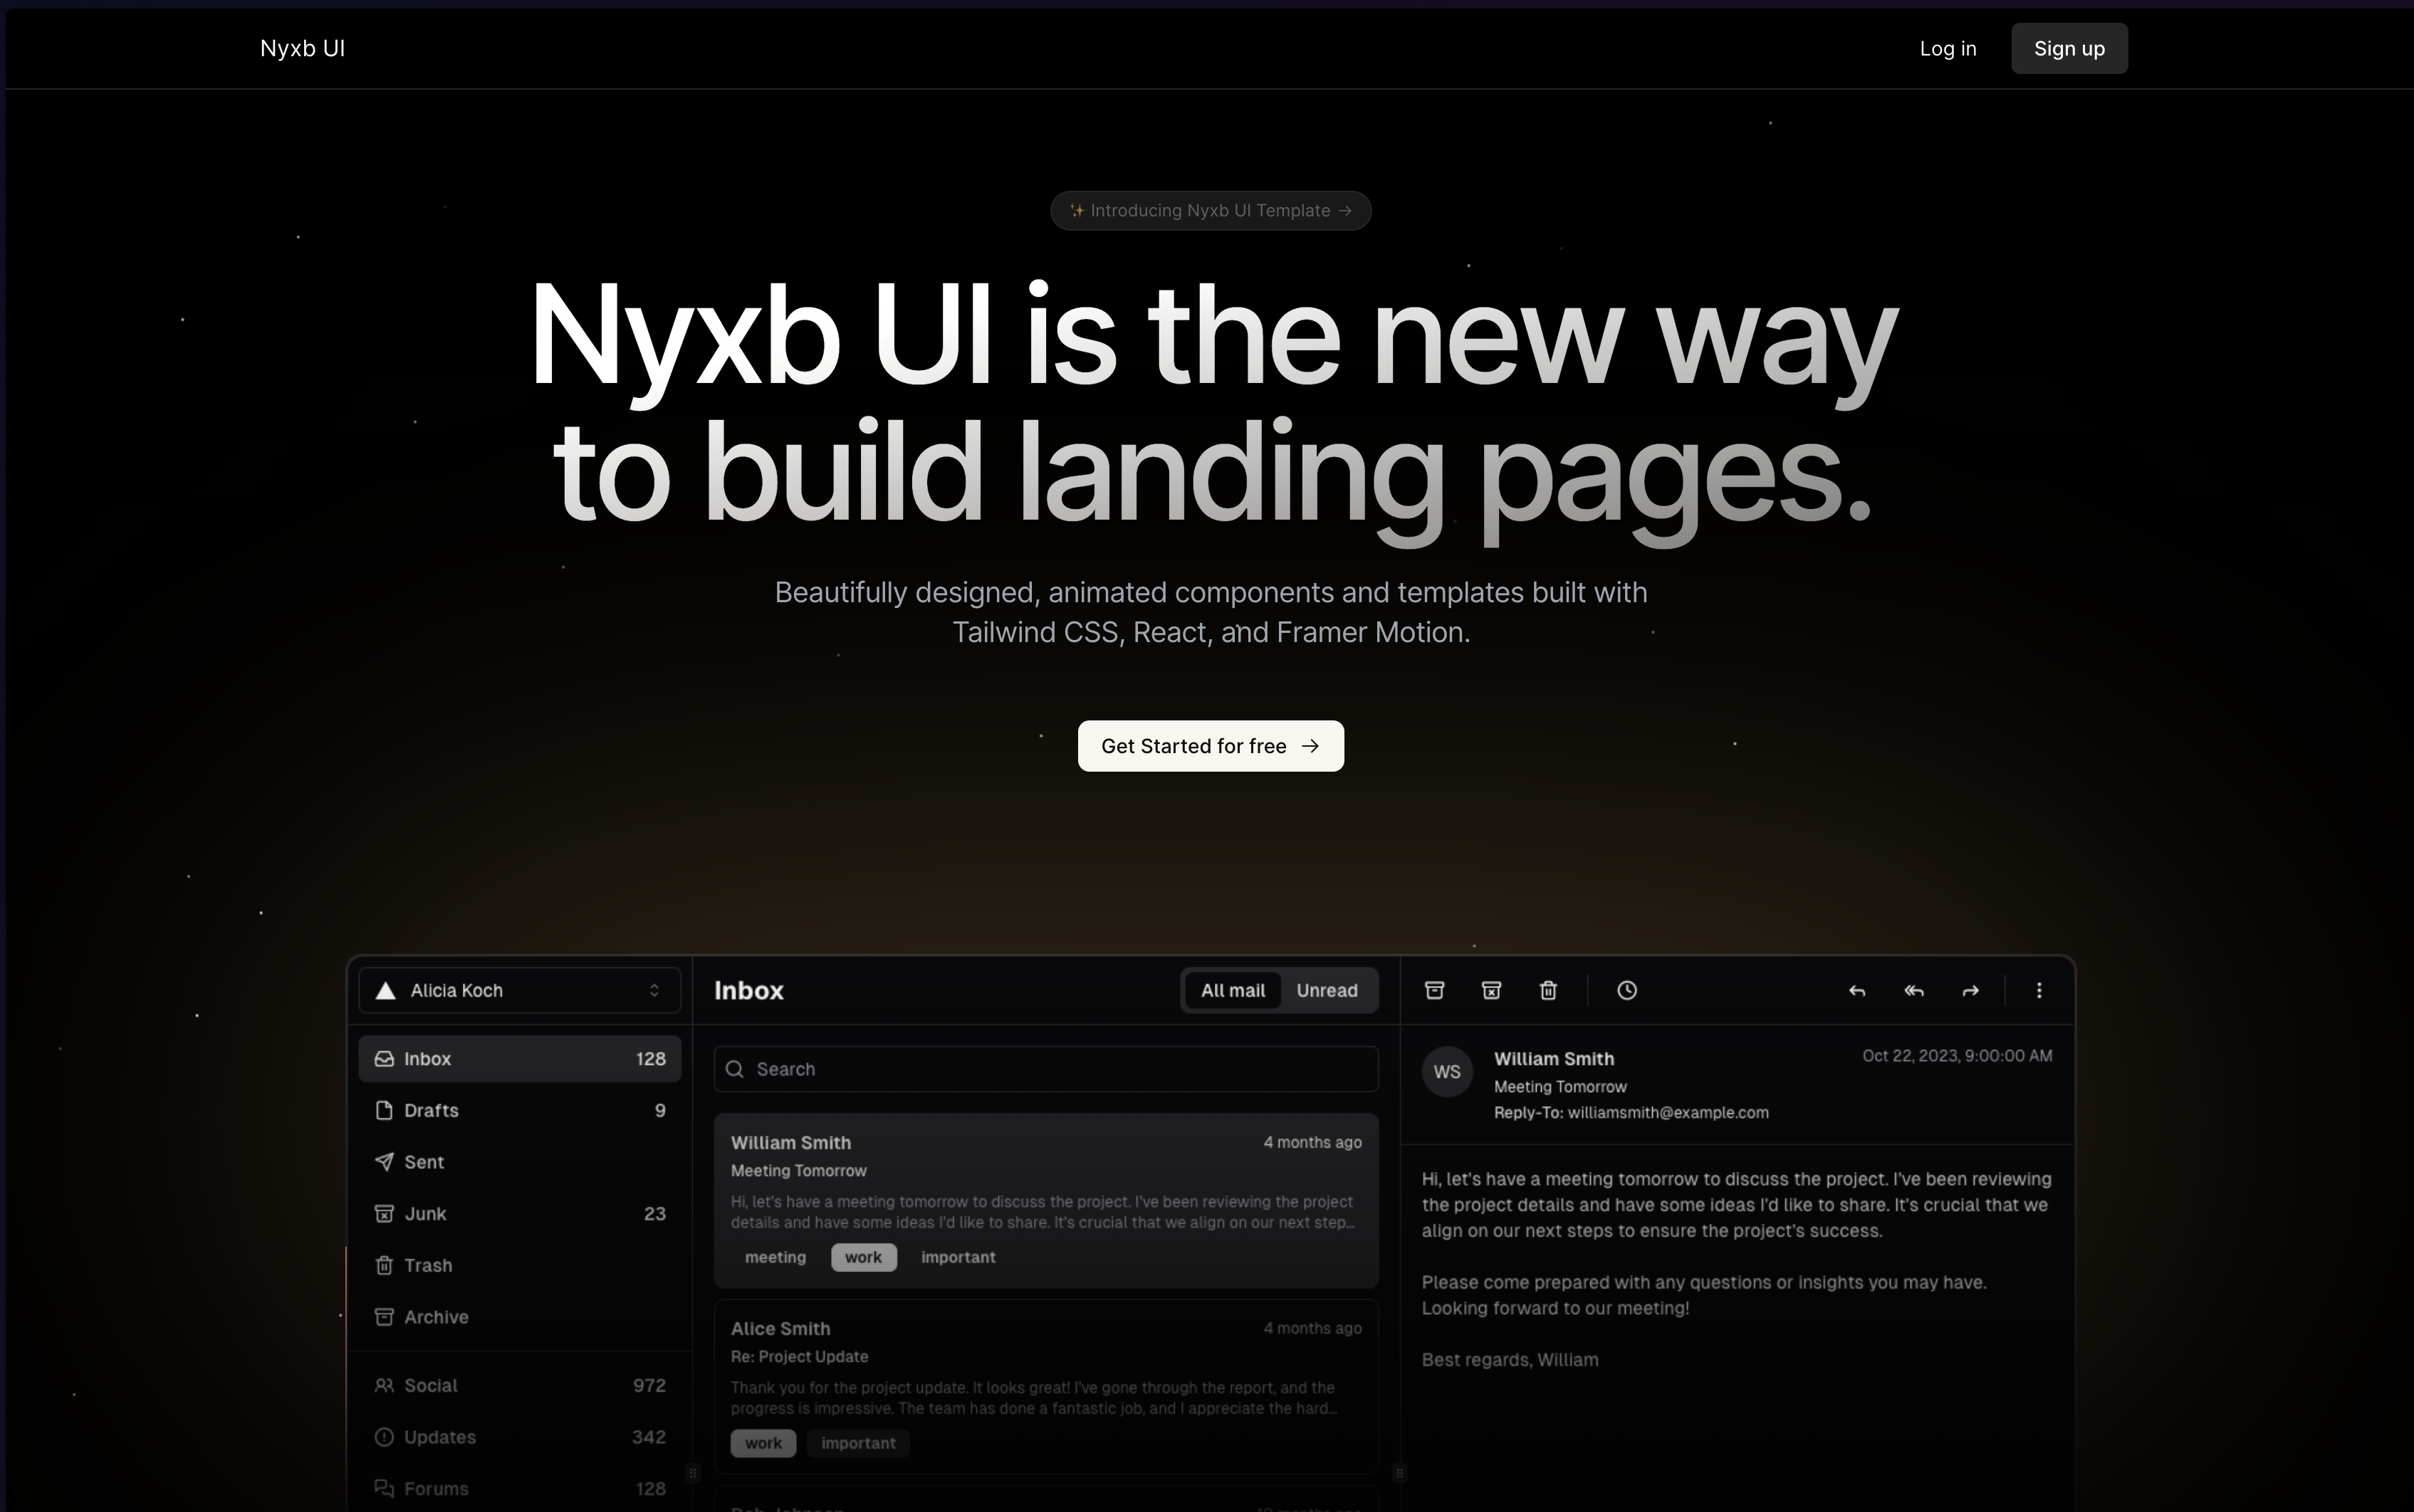 Nyxb UI
Log in
Sign up
✨ Introducing Nyxb UI Template →
Nyxb UI is the new way
to build landing pages.
Beautifully designed, animated components and templates built with
Tailwind CSS, React, and Framer Motion.
Get Started for free →
Alicia Koch
Inbox 128
Drafts 9
Sent
Junk 23
Trash
Archive
Social 972
Updates 342
Forums 128
Inbox
All mail
Unread
Search
William Smith 4 months ago
Meeting Tomorrow
Hi, let's have a meeting tomorrow to discuss the project. I've been reviewing the project
details and have some ideas I'd like to share. It's crucial that we align on our next step...
meeting work important
Alice Smith 4 months ago
Re: Project Update
Thank you for the project update. It looks great! I've gone through the report, and the
progress is impressive. The team has done a fantastic job, and I appreciate the hard...
work important
WS
William Smith Oct 22, 2023, 9:00:00 AM
Meeting Tomorrow
Reply-To: williamsmith@example.com
Hi, let's have a meeting tomorrow to discuss the project. I've been reviewing
the project details and have some ideas I'd like to share. It's crucial that we
align on our next steps to ensure the project's success.
Please come prepared with any questions or insights you may have.
Looking forward to our meeting!
Best regards, William